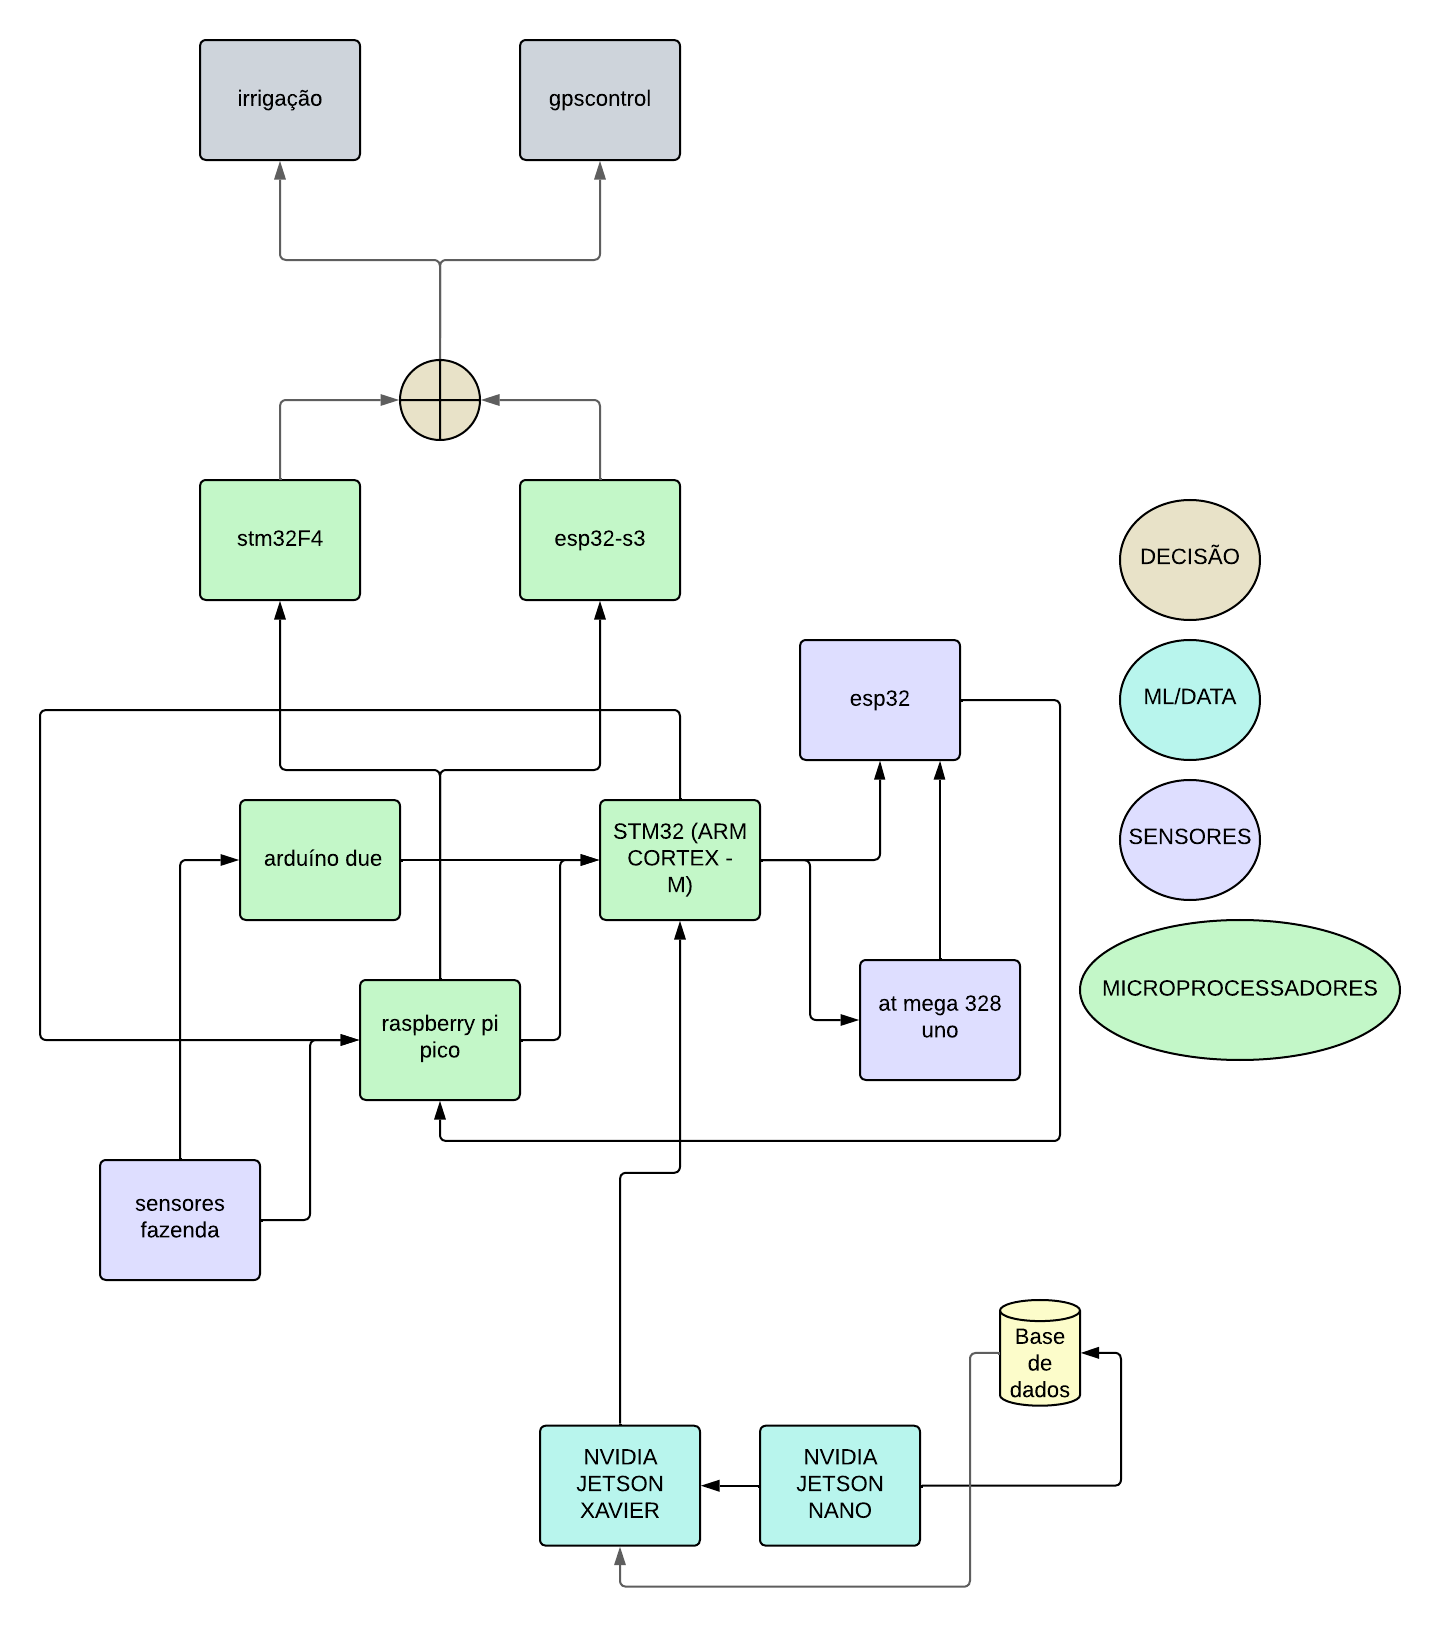 irrigação
gpscontrol
stm32F4
esp32-s3
DECISÃO
esp32
ML/DATA
arduíno due
STM32 (ARM
CORTEX -
M)
SENSORES
raspberry pi
pico
at mega 328
uno
MICROPROCESSADORES
sensores
fazenda
Base
de
dados
NVIDIA
JETSON
XAVIER
NVIDIA
JETSON
NANO